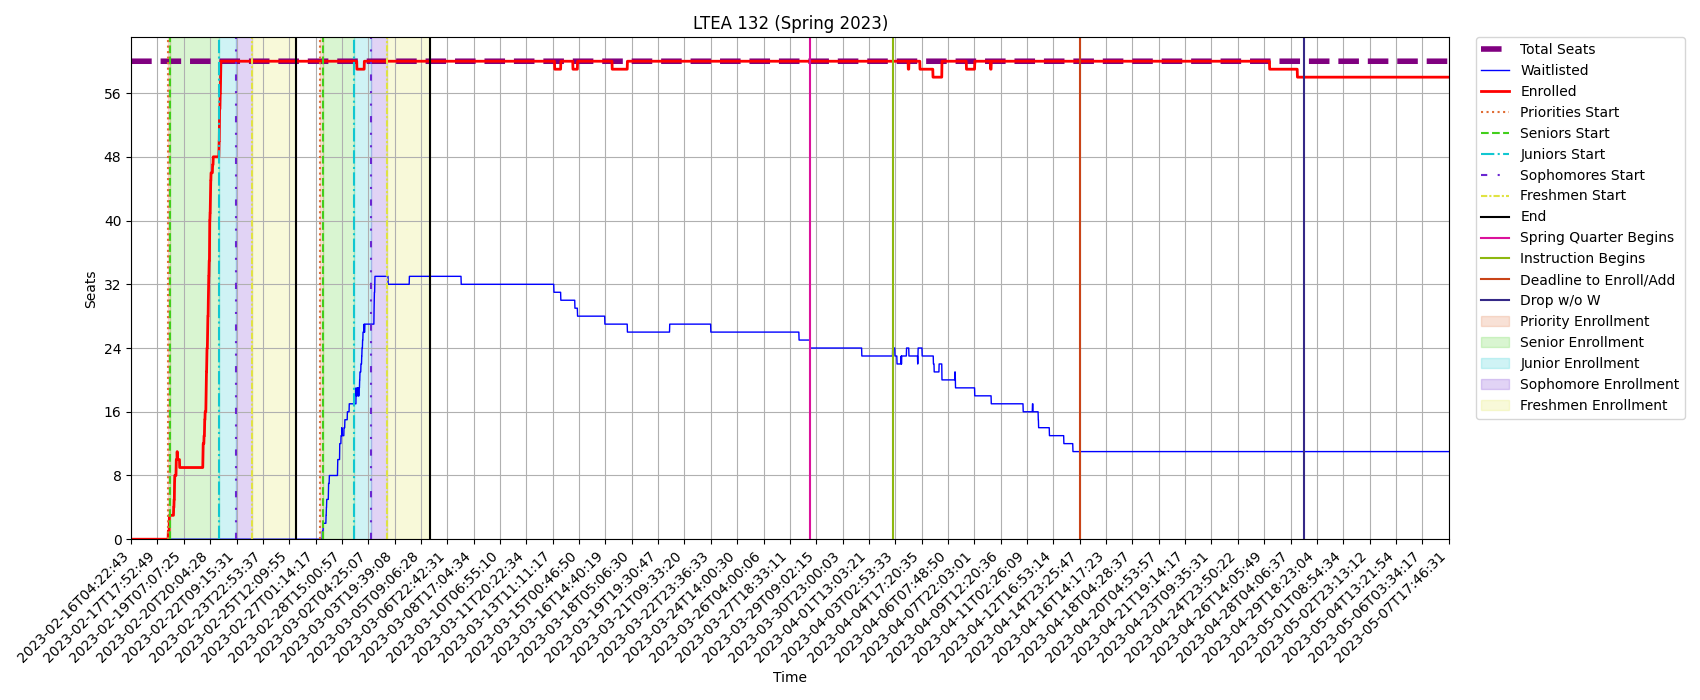 LTEA 132 (Spring 2023)
Total Seats
Waitlisted
Enrolled
Priorities Start
Seniors Start
Juniors Start
Sophomores Start
Freshmen Start
End
Spring Quarter Begins
Instruction Begins
Deadline to Enroll/Add
Drop w/o W
Priority Enrollment
Senior Enrollment
Junior Enrollment
Sophomore Enrollment
Freshmen Enrollment
Seats
56
48
40
32
24
16
8
0
2023-02-16T04:22:43
2023-02-17T17:52:49
2023-02-19T07:07:25
2023-02-20T20:04:28
2023-02-22T09:15:31
2023-02-23T22:53:37
2023-02-25T12:09:55
2023-02-27T01:14:17
2023-02-28T15:00:57
2023-03-02T04:25:07
2023-03-03T19:39:08
2023-03-05T09:06:28
2023-03-06T22:42:31
2023-03-08T17:04:34
2023-03-10T06:55:10
2023-03-11T20:22:34
2023-03-13T11:11:17
2023-03-15T00:46:50
2023-03-16T14:40:19
2023-03-18T05:06:30
2023-03-19T19:30:47
2023-03-21T09:33:20
2023-03-22T23:36:33
2023-03-24T14:00:30
2023-03-26T04:00:06
2023-03-27T18:33:11
2023-03-29T09:02:15
2023-03-30T23:00:03
2023-04-01T13:03:21
2023-04-03T02:53:33
2023-04-04T17:20:35
2023-04-06T07:48:50
2023-04-07T22:03:01
2023-04-09T12:20:36
2023-04-11T02:26:09
2023-04-12T16:53:14
2023-04-14T23:25:47
2023-04-16T14:17:23
2023-04-18T04:28:37
2023-04-20T04:53:57
2023-04-21T19:14:17
2023-04-23T09:35:31
2023-04-24T23:50:22
2023-04-26T14:05:49
2023-04-28T04:06:37
2023-04-29T18:23:04
2023-05-01T08:54:34
2023-05-02T23:13:12
2023-05-04T13:21:54
2023-05-06T03:34:17
2023-05-07T17:46:31
Time